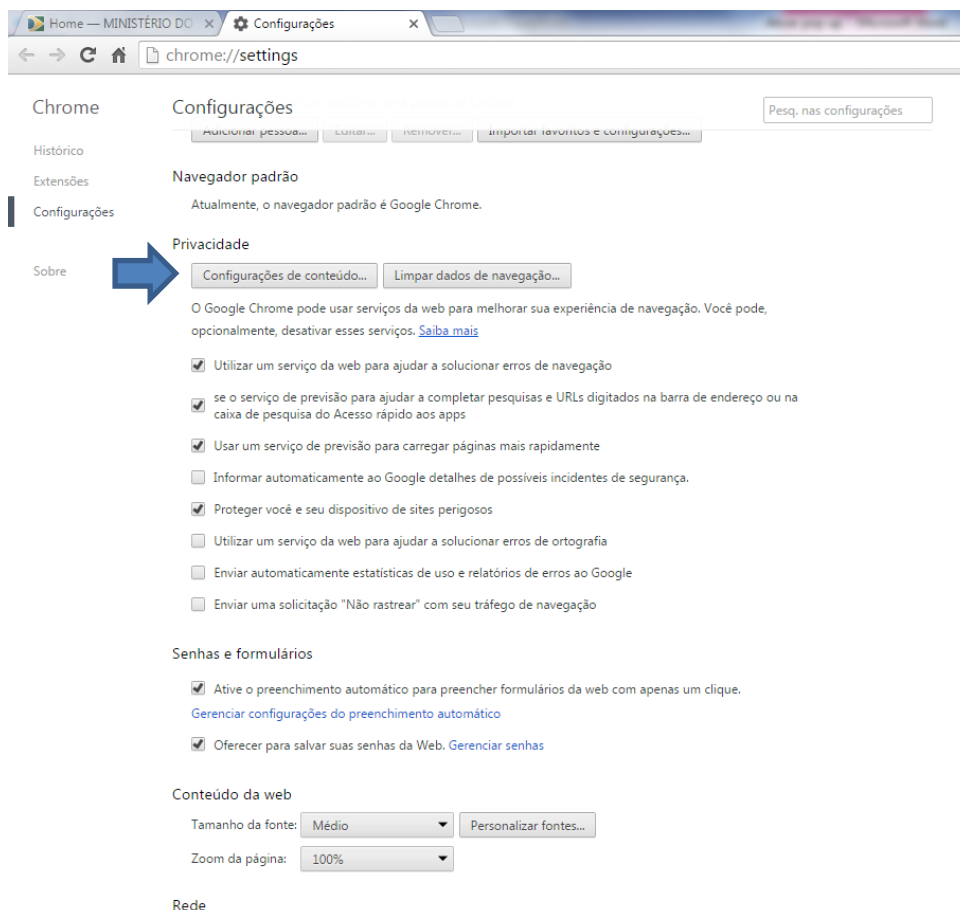 Home — MINISTÉRIO DO
Configurações
chrome://settings
Chrome
Configurações
Pesq. nas configurações
Adicionar pessoa... Editar... Remover... Importar favoritos e configurações...
Histórico
Extensões
Configurações
Sobre
Navegador padrão
Atualmente, o navegador padrão é Google Chrome.
Privacidade
Configurações de conteúdo... Limpar dados de navegação...
O Google Chrome pode usar serviços da web para melhorar sua experiência de navegação. Você pode,
opcionalmente, desativar esses serviços. Saiba mais
Utilizar um serviço da web para ajudar a solucionar erros de navegação
se o serviço de previsão para ajudar a completar pesquisas e URLs digitados na barra de endereço ou na
caixa de pesquisa do Acesso rápido aos apps
Usar um serviço de previsão para carregar páginas mais rapidamente
Informar automaticamente ao Google detalhes de possíveis incidentes de segurança.
Proteger você e seu dispositivo de sites perigosos
Utilizar um serviço da web para ajudar a solucionar erros de ortografia
Enviar automaticamente estatísticas de uso e relatórios de erros ao Google
Enviar uma solicitação "Não rastrear" com seu tráfego de navegação
Senhas e formulários
Ative o preenchimento automático para preencher formulários da web com apenas um clique.
Gerenciar configurações do preenchimento automático
Oferecer para salvar suas senhas da Web. Gerenciar senhas
Conteúdo da web
Tamanho da fonte: Médio Personalizar fontes...
Zoom da página: 100%
Rede